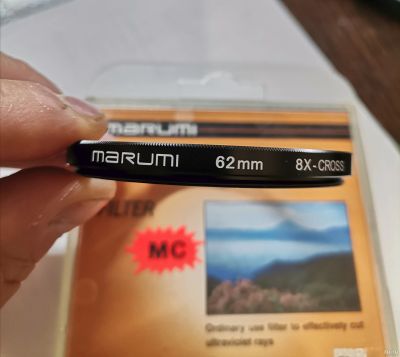 marumi
marumi 62mm 8X-CROSS
FILTER
MC
Ordinary use filter to effectively cut
ultraviolet rays